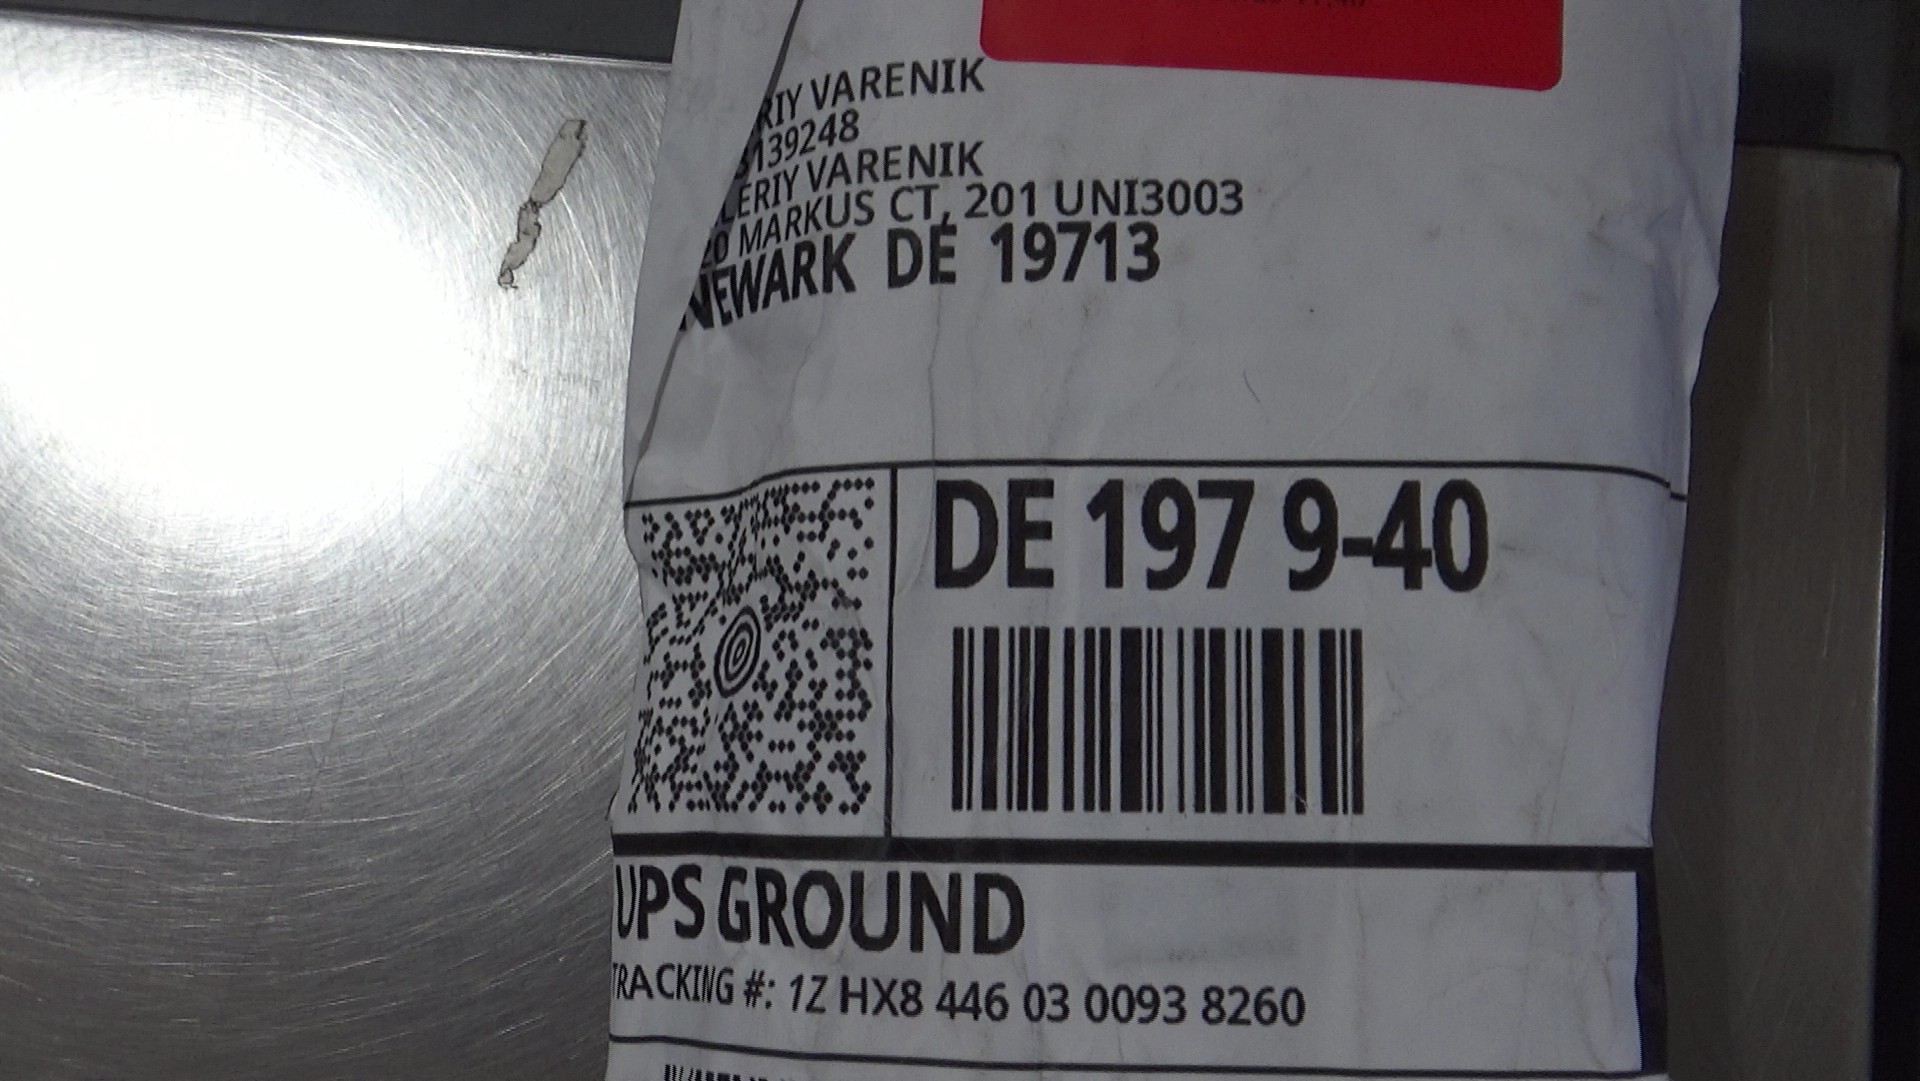 RIY VARENIK
139248
LERIY VARENIK
20 MARKUS CT, 201 UNI3003
NEWARK DE 19713
DE 197 9-40
UPS GROUND
TRACKING #: 1Z HX8 446 03 0093 8260